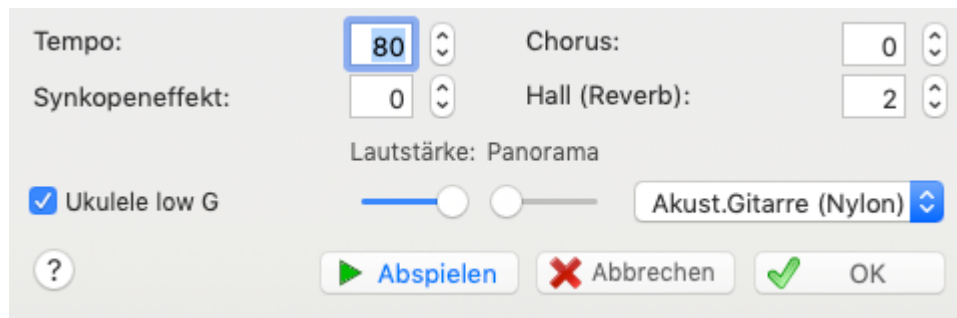 Tempo: 80 Chorus: 0
Synkopeneffekt: 0 Hall (Reverb): 2
Lautstärke: Panorama
Ukulele low G Akust.Gitarre (Nylon)
? Abspielen Abbrechen OK